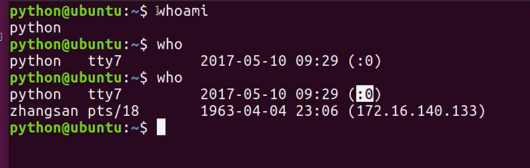 python@ubuntu:~$ whoami
python
python@ubuntu:~$ who
python   tty7         2017-05-10 09:29 (:0)
python@ubuntu:~$ who
python   tty7         2017-05-10 09:29 (:0)
zhangsan pts/18       1963-04-04 23:06 (172.16.140.133)
python@ubuntu:~$